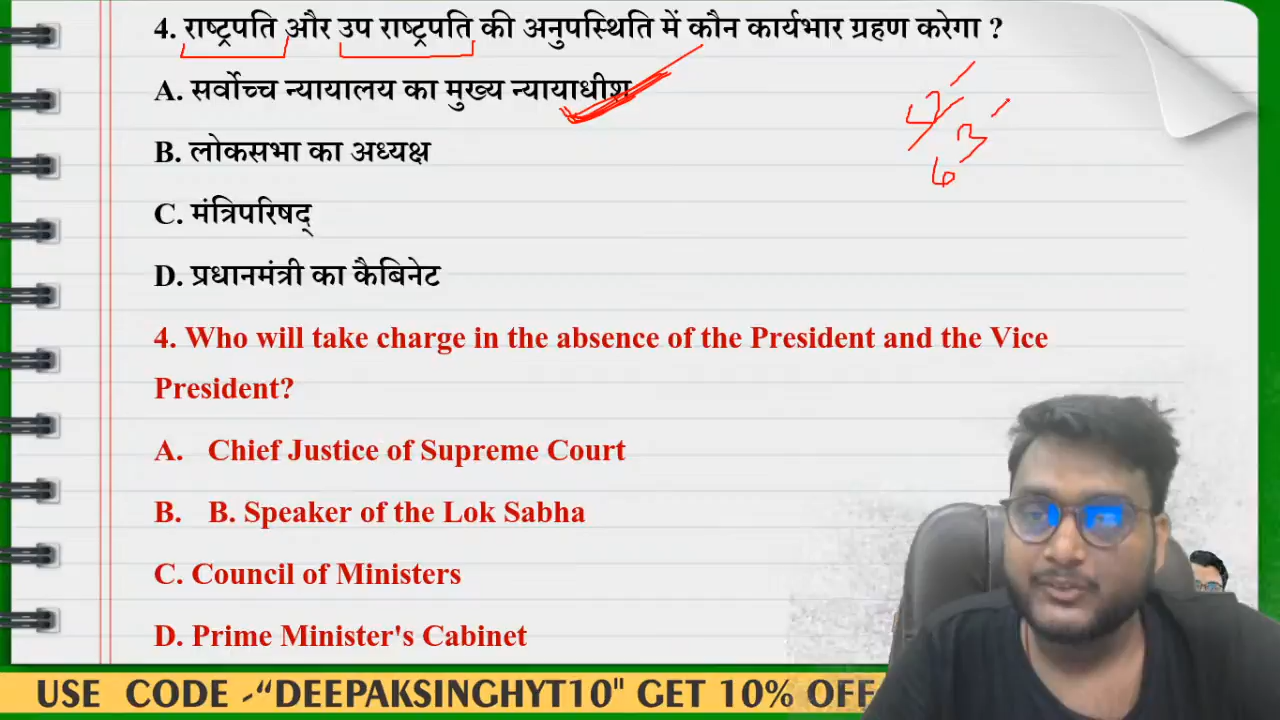 4. राष्ट्रपति और उप राष्ट्रपति की अनुपस्थिति में कौन कार्यभार ग्रहण करेगा ?
A. सर्वोच्च न्यायालय का मुख्य न्यायाधीश
B. लोकसभा का अध्यक्ष
C. मंत्रिपरिषद्
D. प्रधानमंत्री का कैबिनेट
4. Who will take charge in the absence of the President and the Vice
President?
A. Chief Justice of Supreme Court
B. B. Speaker of the Lok Sabha
C. Council of Ministers
D. Prime Minister's Cabinet
USE CODE -“DEEPAKSINGHYT10" GET 10% OFF